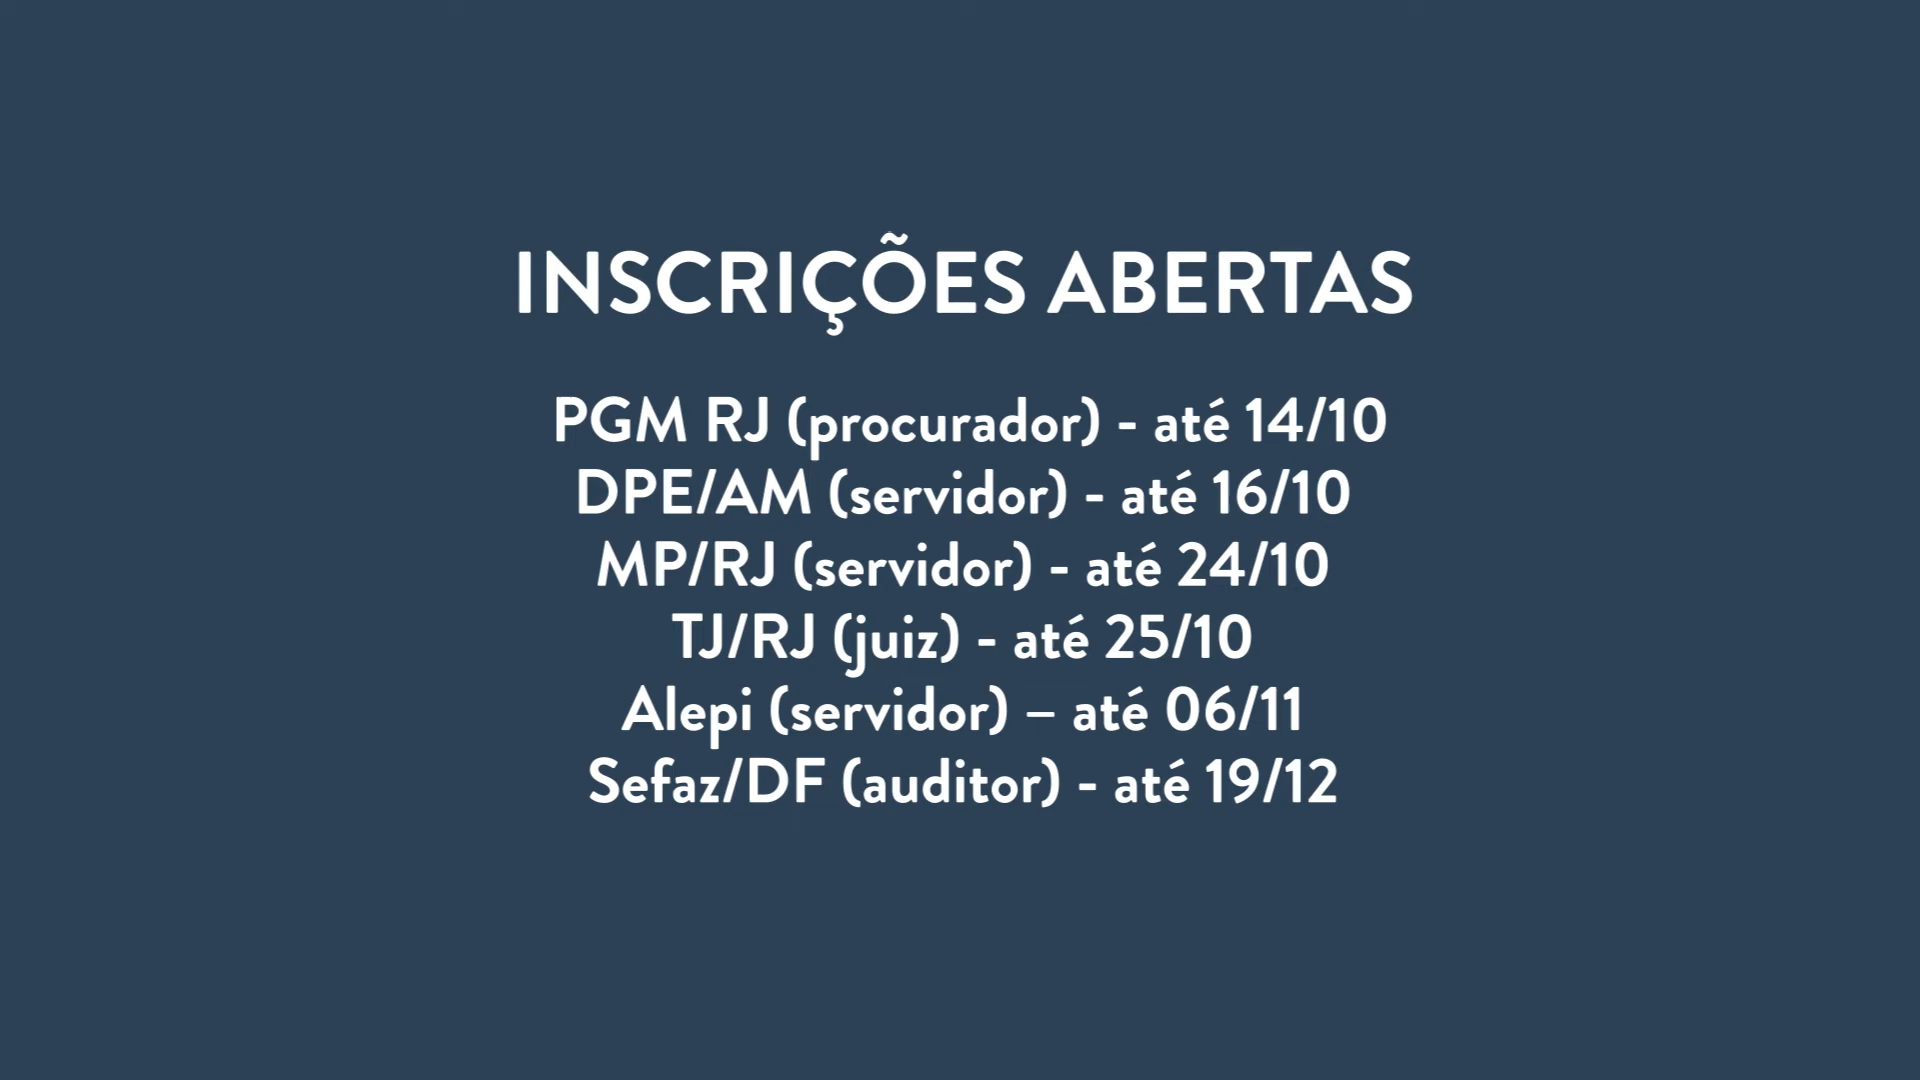 INSCRIÇÕES ABERTAS
PGM RJ (procurador) - até 14/10
DPE/AM (servidor) - até 16/10
MP/RJ (servidor) - até 24/10
TJ/RJ (juiz) - até 25/10
Alepi (servidor) – até 06/11
Sefaz/DF (auditor) - até 19/12